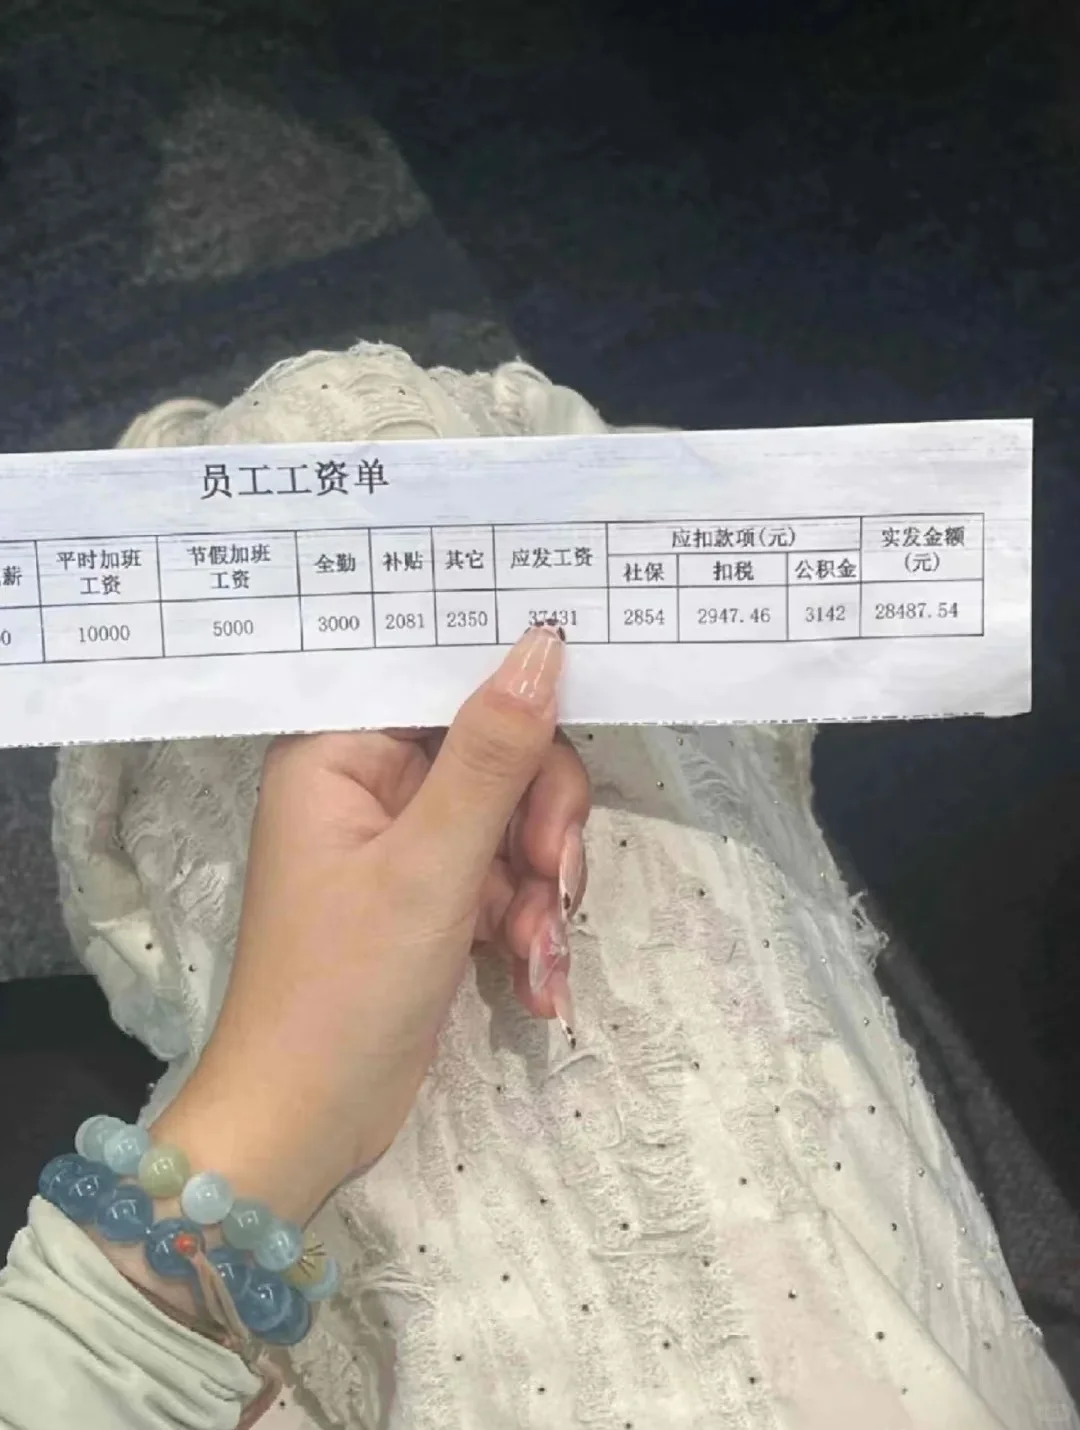 员工工资单
薪 平时加班工资 节假加班工资 全勤 补贴 其它 应发工资 应扣款项(元) 实发金额(元)
社保 扣税 公积金
0 10000 5000 3000 2081 2350 37431 2854 2947.46 3142 28487.54